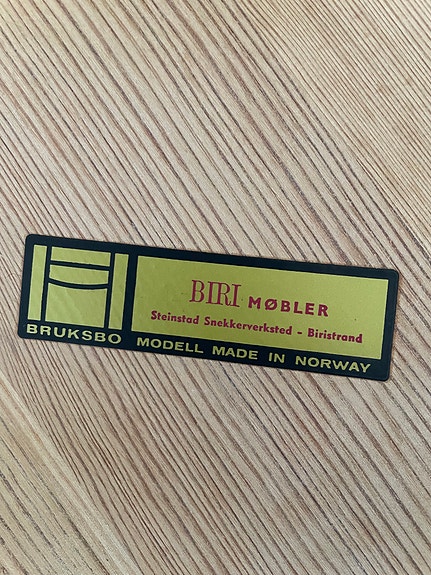 BIRI MØBLER
Steinstad Snekkerverksted - Biristrand
BRUKSBO MODELL MADE IN NORWAY